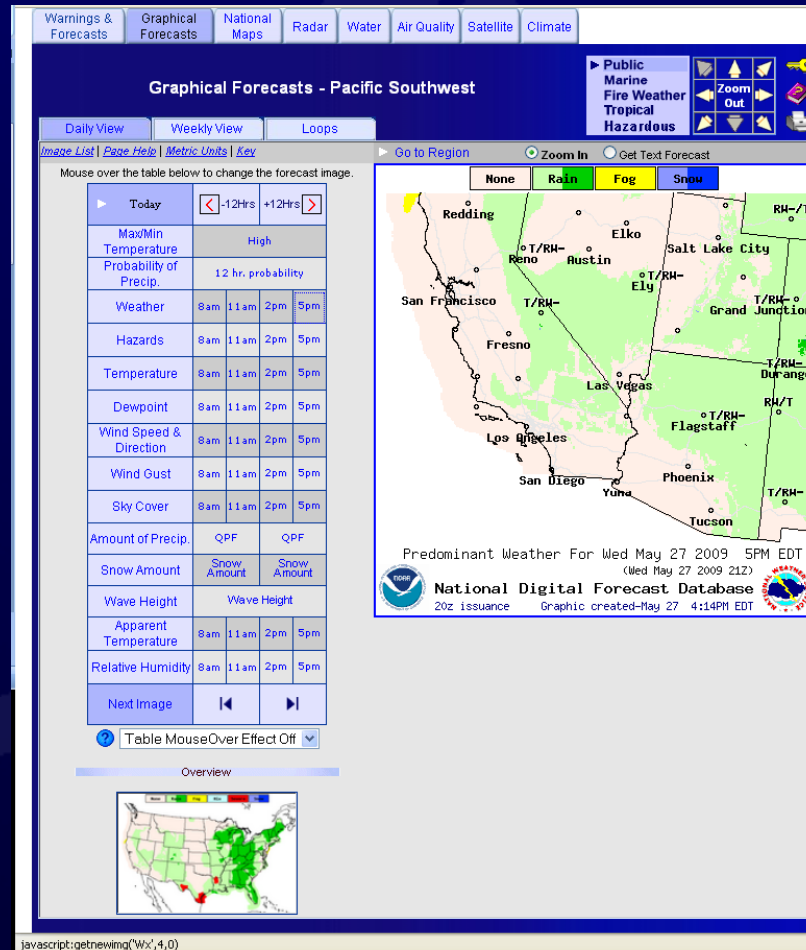 Warnings & Forecasts
Graphical Forecasts
National Maps
Radar
Water
Air Quality
Satellite
Climate
Graphical Forecasts - Pacific Southwest
Public
Marine
Fire Weather
Tropical
Hazardous
Zoom Out
Daily View
Weekly View
Loops
Image List | Page Help | Metric Units | Key
Go to Region
Zoom In
Get Text Forecast
Mouse over the table below to change the forecast image.
Today -12Hrs +12Hrs
Max/Min Temperature High
Probability of Precip. 12 hr. probability
Weather 8am 11am 2pm 5pm
Hazards 8am 11am 2pm 5pm
Temperature 8am 11am 2pm 5pm
Dewpoint 8am 11am 2pm 5pm
Wind Speed & Direction 8am 11am 2pm 5pm
Wind Gust 8am 11am 2pm 5pm
Sky Cover 8am 11am 2pm 5pm
Amount of Precip. QPF QPF
Snow Amount Snow Amount Snow Amount
Wave Height Wave Height
Apparent Temperature 8am 11am 2pm 5pm
Relative Humidity 8am 11am 2pm 5pm
Next Image
Table MouseOver Effect Off
Overview
None Rain Fog Snow
Redding
Elko
T/RW-
Reno
Austin
Salt Lake City
T/RW-
Ely
San Francisco
T/RW-
T/RW-
Grand Junction
Fresno
T/RW-
Las Vegas
RW/T
T/RW-
Flagstaff
Los Angeles
San Diego
Yuma
Phoenix
T/RW-
Tucson
Predominant Weather For Wed May 27 2009 5PM EDT
(Wed May 27 2009 21Z)
NOAA
National Digital Forecast Database
20z issuance Graphic created-May 27 4:14PM EDT
javascript:getnewimg('Wx',4,0)